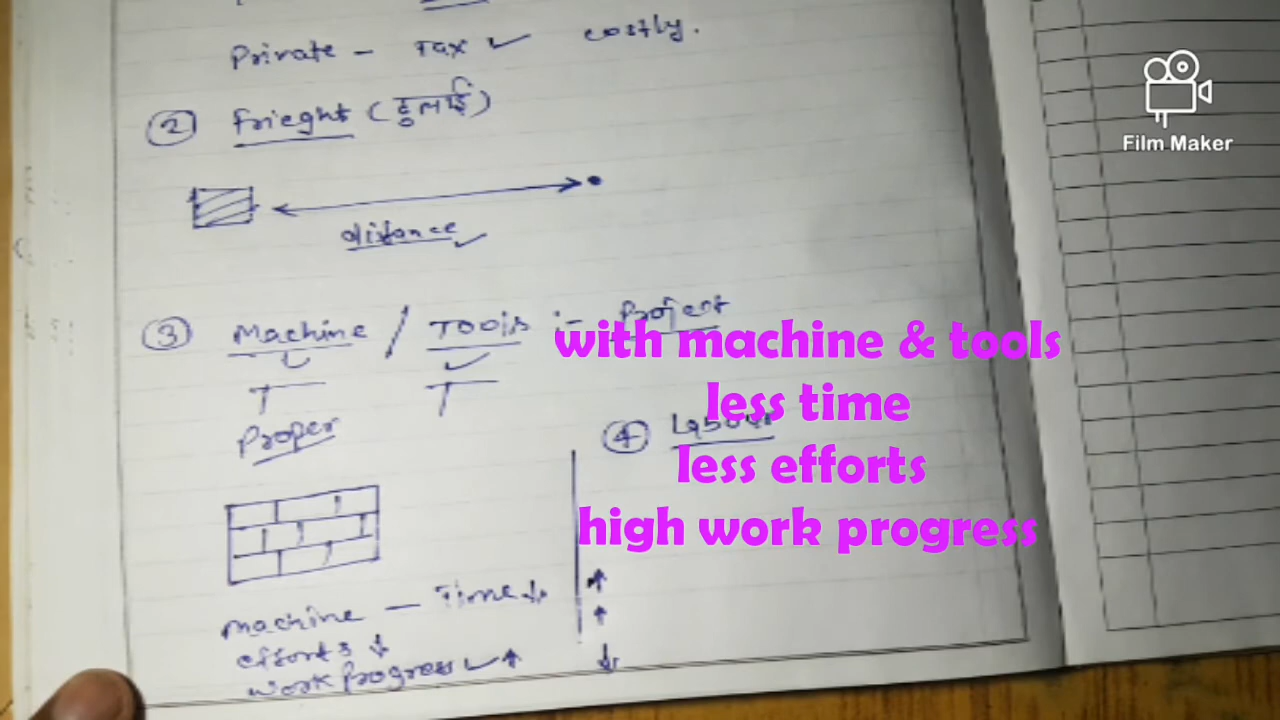 Private - Tax ✓ costly.
② frieght (ढुलाई)
distance ✓
③ Machine / Tools :- Project
Proper
④ Labour
Machine - Time ↓
efforts ↓
work progress ✓ ↑
↑
↑
↓
with machine & tools
less time
less efforts
high work progress
Film Maker